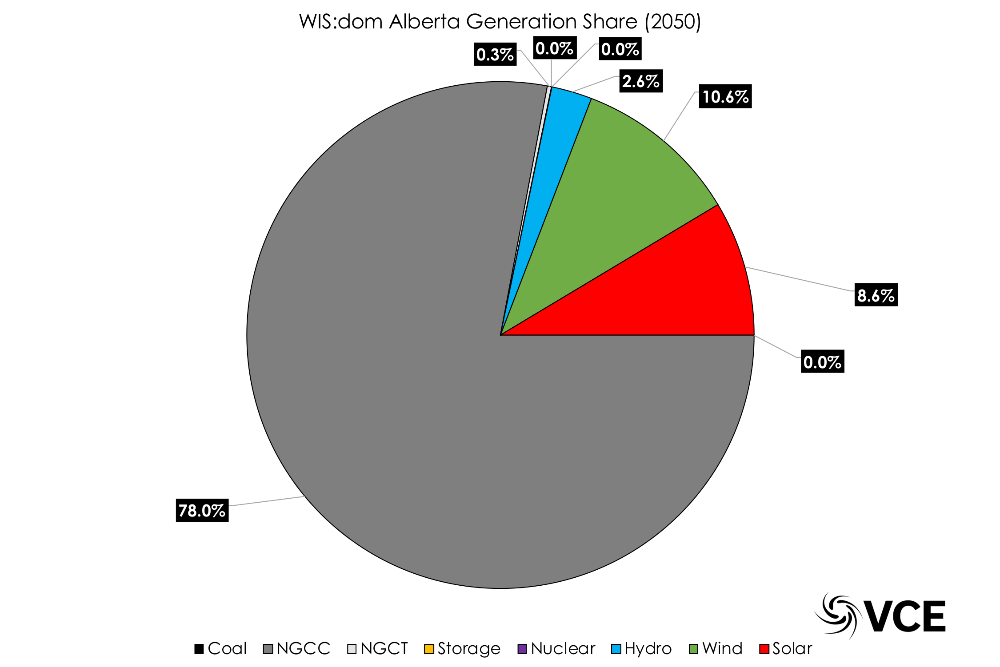 WIS:dom Alberta Generation Share (2050)
0.3%
0.0%
0.0%
2.6%
10.6%
8.6%
0.0%
78.0%
VCE
Coal NGCC NGCT Storage Nuclear Hydro Wind Solar